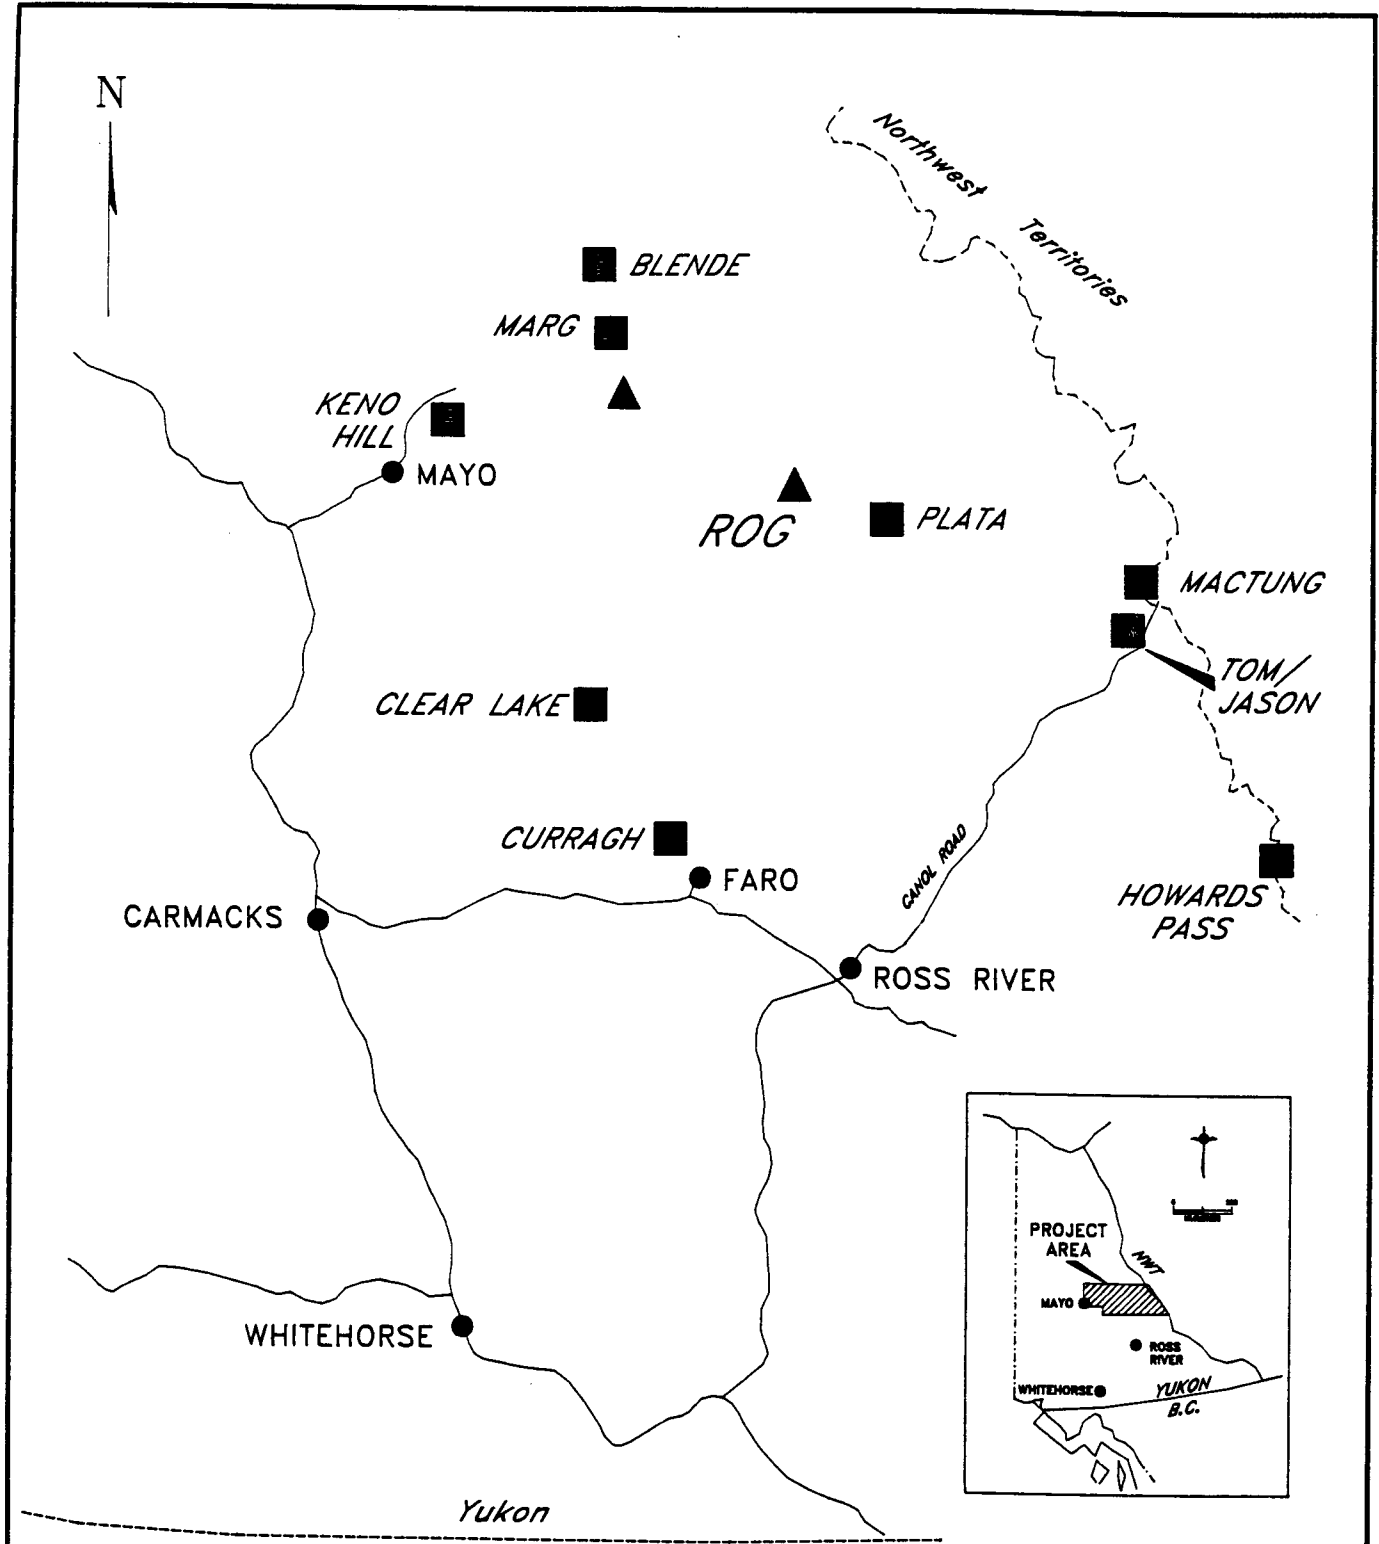 N
Northwest
Territories
BLENDE
MARG
KENO
HILL
MAYO
ROG
PLATA
MACTUNG
TOM/
JASON
CLEAR LAKE
CURRAGH
FARO
CANOL ROAD
HOWARDS
PASS
CARMACKS
ROSS RIVER
PROJECT
AREA
NWT
MAYO
ROSS
RIVER
WHITEHORSE
YUKON
B.C.
WHITEHORSE
Yukon